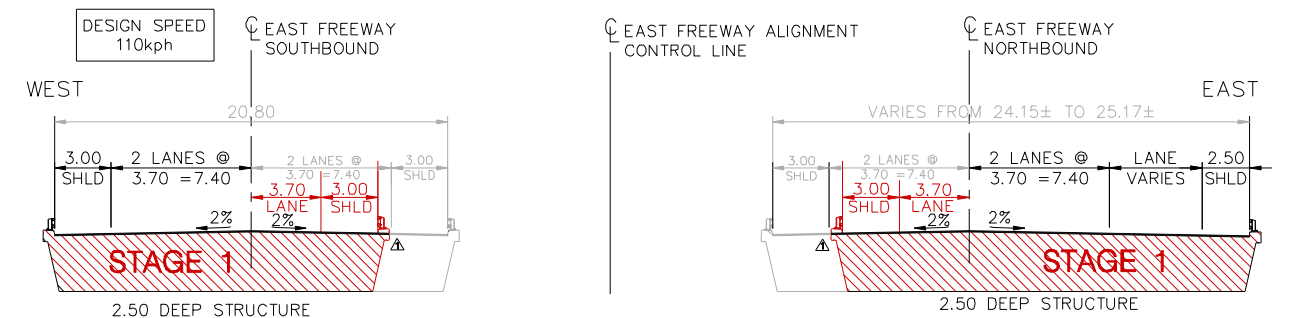 DESIGN SPEED
110kph
℄ EAST FREEWAY
SOUTHBOUND
℄ EAST FREEWAY ALIGNMENT
CONTROL LINE
℄ EAST FREEWAY
NORTHBOUND
WEST
EAST
20.80
VARIES FROM 24.15± TO 25.17±
3.00
SHLD
2 LANES @
3.70 =7.40
2 LANES @
3.70 =7.40
3.00
SHLD
3.70
LANE
3.00
SHLD
2%
2%
STAGE 1
2.50 DEEP STRUCTURE
3.00
SHLD
2 LANES @
3.70 =7.40
2 LANES @
3.70 =7.40
LANE
VARIES
2.50
SHLD
3.00
SHLD
3.70
LANE
2%
2%
STAGE 1
2.50 DEEP STRUCTURE